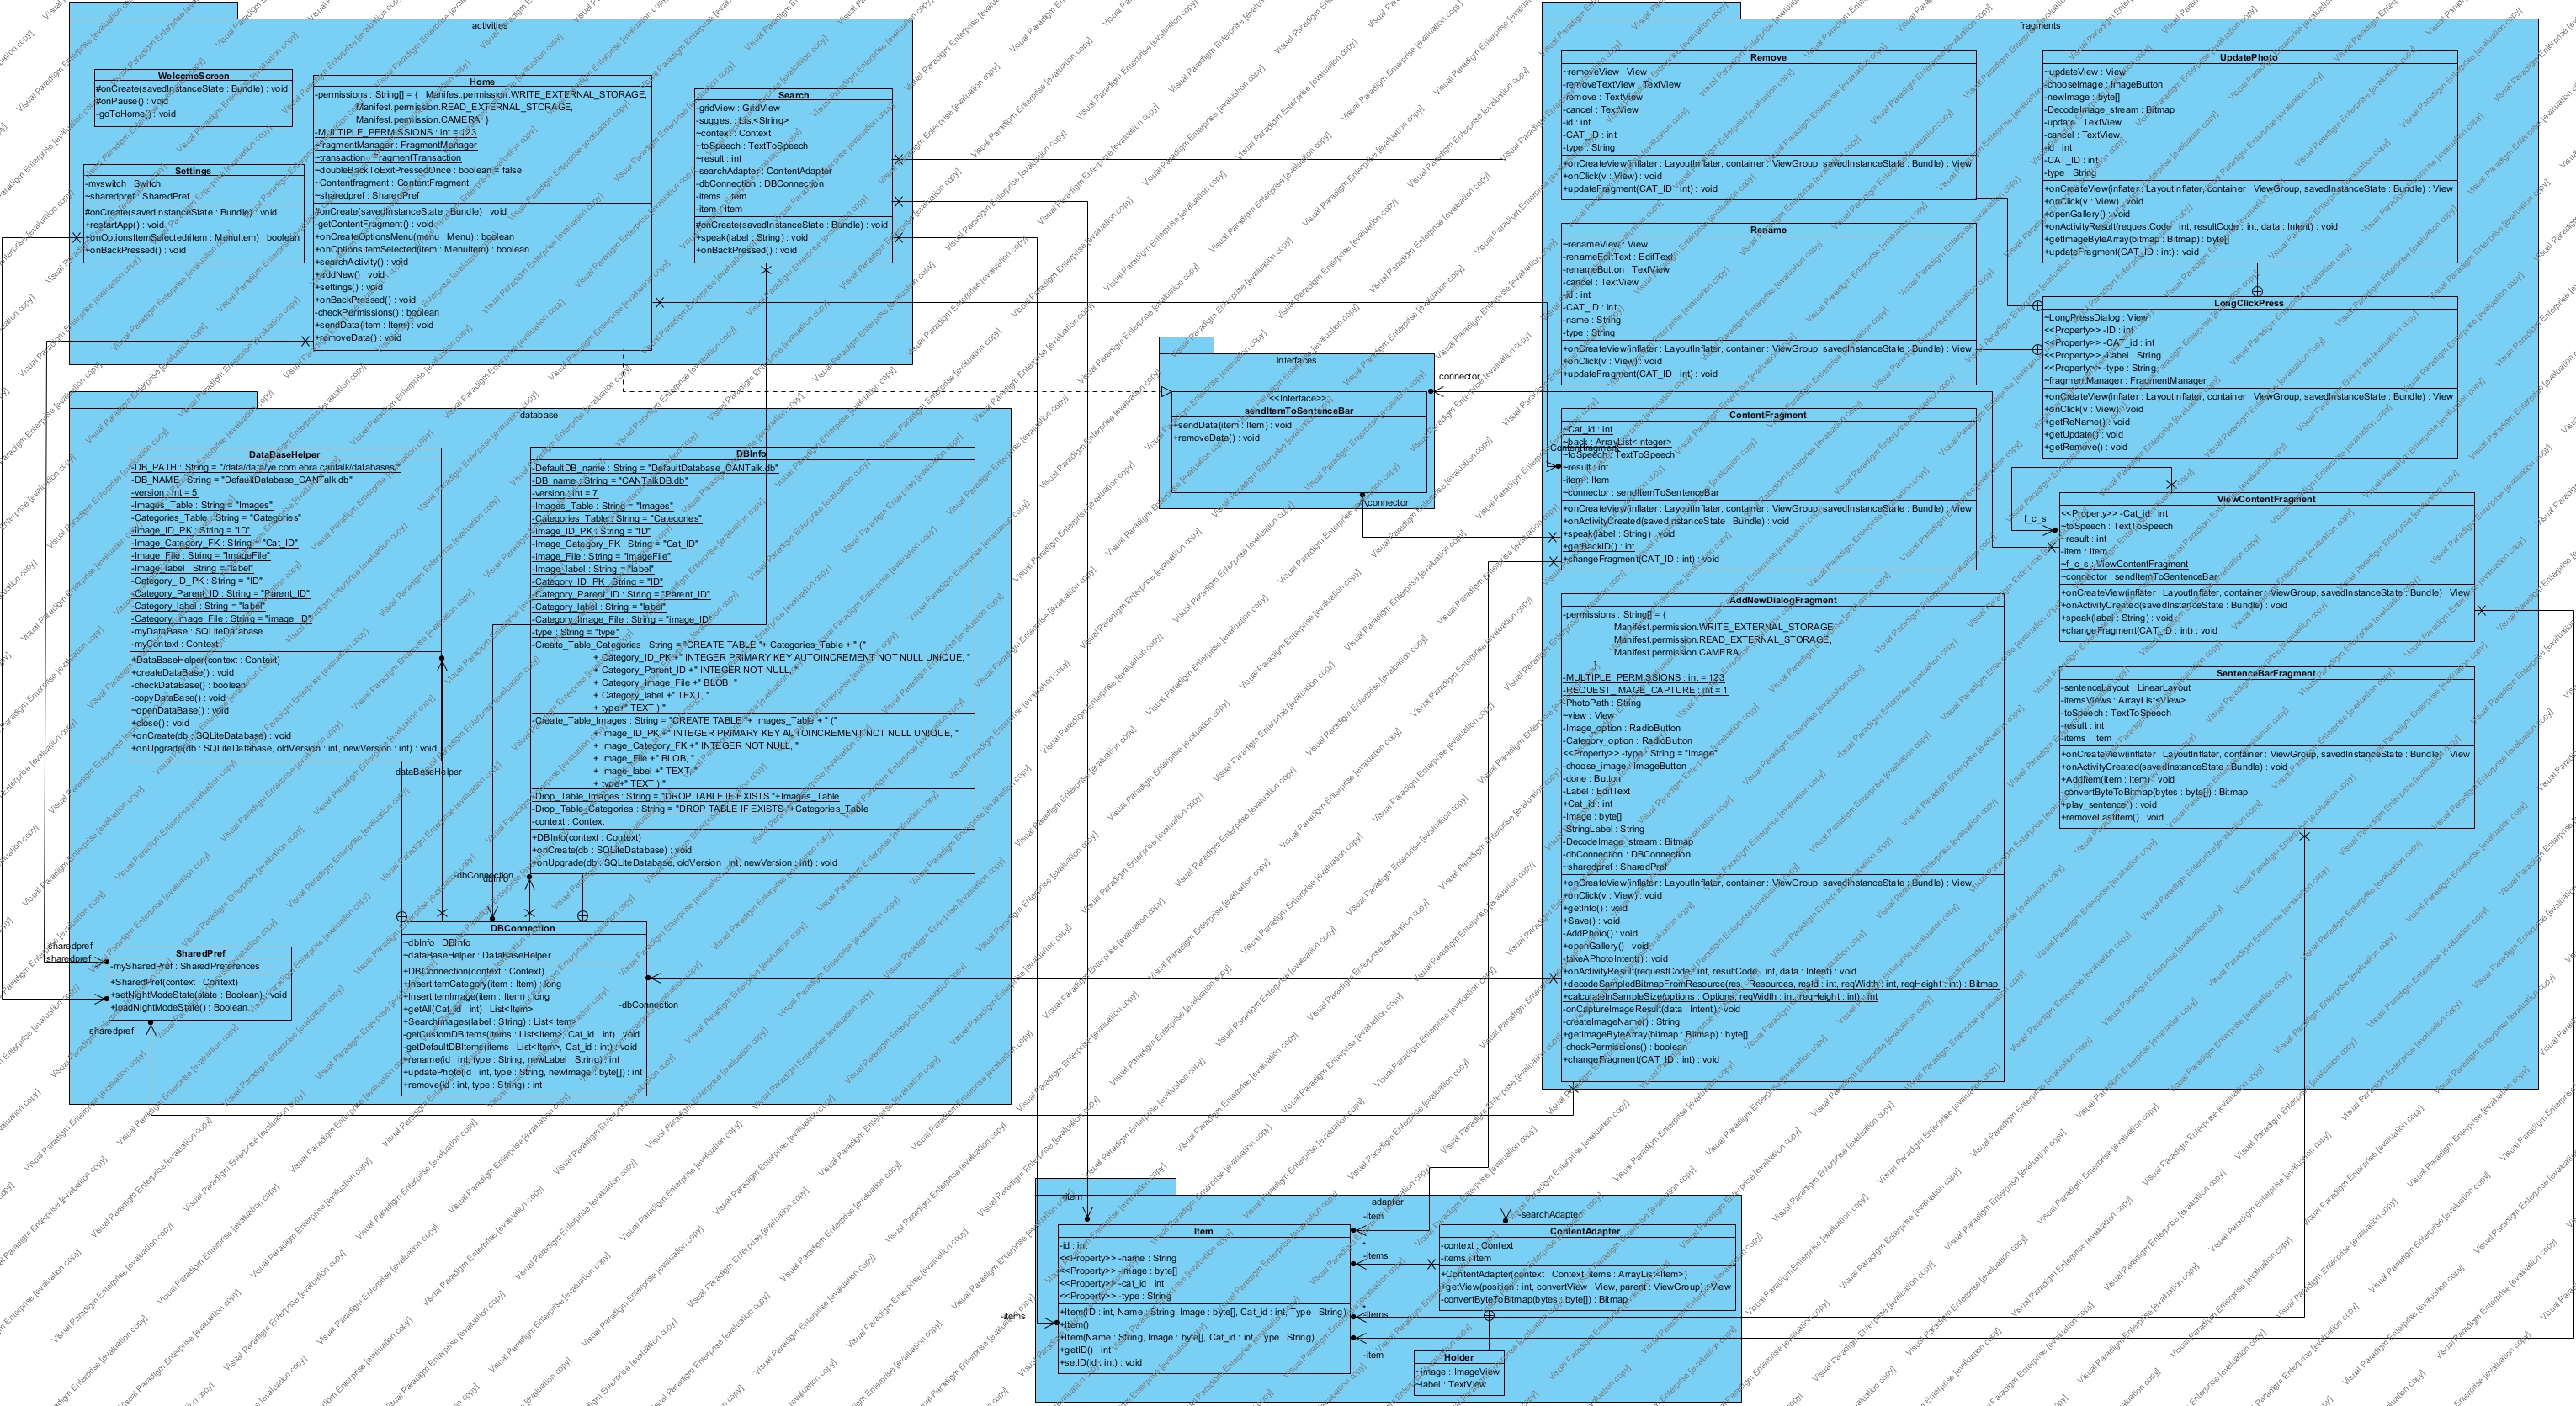 activities
WelcomeScreen
#onCreate(savedInstanceState : Bundle) : void
#onPause() : void
-goToHome() : void
Settings
-myswitch : Switch
~sharedpref : SharedPref
#onCreate(savedInstanceState : Bundle) : void
+restartApp() : void
+onOptionsItemSelected(item : MenuItem) : boolean
+onBackPressed() : void
Home
-permissions : String[] = { Manifest.permission.WRITE_EXTERNAL_STORAGE,
Manifest.permission.READ_EXTERNAL_STORAGE,
Manifest.permission.CAMERA }
-MULTIPLE_PERMISSIONS : int = 123
~fragmentManager : FragmentManager
~transaction : FragmentTransaction
~doubleBackToExitPressedOnce : boolean = false
~Contentfragment : ContentFragment
~sharedpref : SharedPref
#onCreate(savedInstanceState : Bundle) : void
-getContentFragment() : void
+onCreateOptionsMenu(menu : Menu) : boolean
+onOptionsItemSelected(item : MenuItem) : boolean
+searchActivity() : void
+addNew() : void
+settings() : void
+onBackPressed() : void
-checkPermissions() : boolean
+sendData(item : Item) : void
+removeData() : void
Search
-gridView : GridView
-suggest : List<String>
~context : Context
~toSpeech : TextToSpeech
~result : int
-searchAdapter : ContentAdapter
-dbConnection : DBConnection
-items : Item
-item : Item
#onCreate(savedInstanceState : Bundle) : void
+speak(label : String) : void
+onBackPressed() : void
database
DataBaseHelper
-DB_PATH : String = "/data/data/ye.com.ebra.cantalk/databases/"
-DB_NAME : String = "DefaultDatabase_CANTalk.db"
-version : int = 5
-Images_Table : String = "Images"
-Categories_Table : String = "Categories"
-Image_ID_PK : String = "ID"
-Image_Category_FK : String = "Cat_ID"
-Image_File : String = "ImageFile"
-Image_label : String = "label"
-Category_ID_PK : String = "ID"
-Category_Parent_ID : String = "Parent_ID"
-Category_label : String = "label"
-Category_Image_File : String = "image_ID"
-myDataBase : SQLiteDatabase
-myContext : Context
+DataBaseHelper(context : Context)
+createDataBase() : void
-checkDataBase() : boolean
-copyDataBase() : void
~openDataBase() : void
+close() : void
+onCreate(db : SQLiteDatabase) : void
+onUpgrade(db : SQLiteDatabase, oldVersion : int, newVersion : int) : void
dataBaseHelper
DBInfo
-DefaultDB_name : String = "DefaultDatabase_CANTalk.db"
-DB_name : String = "CANTalkDB.db"
-version : int = 7
-Images_Table : String = "Images"
-Categories_Table : String = "Categories"
-Image_ID_PK : String = "ID"
-Image_Category_FK : String = "Cat_ID"
-Image_File : String = "ImageFile"
-Image_label : String = "label"
-Category_ID_PK : String = "ID"
-Category_Parent_ID : String = "Parent_ID"
-Category_label : String = "label"
-Category_Image_File : String = "image_ID"
-type : String = "type"
-Create_Table_Categories : String = "CREATE TABLE "+ Categories_Table + " ("
+ Category_ID_PK +" INTEGER PRIMARY KEY AUTOINCREMENT NOT NULL UNIQUE, "
+ Category_Parent_ID +" INTEGER NOT NULL, "
+ Category_Image_File +" BLOB, "
+ Category_label +" TEXT, "
+ type+" TEXT );"
-Create_Table_Images : String = "CREATE TABLE "+ Images_Table + " ("
+ Image_ID_PK +" INTEGER PRIMARY KEY AUTOINCREMENT NOT NULL UNIQUE, "
+ Image_Category_FK +" INTEGER NOT NULL, "
+ Image_File +" BLOB, "
+ Image_label +" TEXT, "
+ type+" TEXT );"
-Drop_Table_Images : String = "DROP TABLE IF EXISTS "+Images_Table
-Drop_Table_Categories : String = "DROP TABLE IF EXISTS "+Categories_Table
-context : Context
+DBInfo(context : Context)
+onCreate(db : SQLiteDatabase) : void
+onUpgrade(db : SQLiteDatabase, oldVersion : int, newVersion : int) : void
-dbConnection
dbInfo
DBConnection
~dbInfo : DBInfo
~dataBaseHelper : DataBaseHelper
+DBConnection(context : Context)
+InsertItemCategory(item : Item) : long
+InsertItemImage(item : Item) : long
+getAll(Cat_id : int) : List<Item>
+SearchImages(label : String) : List<Item>
-getCustomDBItems(items : List<Item>, Cat_id : int) : void
-getDefaultDBItems(items : List<Item>, Cat_id : int) : void
+rename(id : int, type : String, newLabel : String) : int
+updatePhoto(id : int, type : String, newImage : byte[]) : int
+remove(id : int, type : String) : int
-dbConnection
sharedpref
sharedpref
SharedPref
-mySharedPref : SharedPreferences
+SharedPref(context : Context)
+setNightModeState(state : Boolean) : void
+loadNightModeState() : Boolean
sharedpref
interfaces
<<Interface>>
sendItemToSentenceBar
+sendData(item : Item) : void
+removeData() : void
connector
connector
fragments
Remove
~removeView : View
-removeTextView : TextView
-remove : TextView
-cancel : TextView
-id : int
-CAT_ID : int
-type : String
+onCreateView(inflater : LayoutInflater, container : ViewGroup, savedInstanceState : Bundle) : View
+onClick(v : View) : void
+updateFragment(CAT_ID : int) : void
Rename
~renameView : View
-renameEditText : EditText
-renameButton : TextView
-cancel : TextView
-id : int
-CAT_ID : int
-name : String
-type : String
+onCreateView(inflater : LayoutInflater, container : ViewGroup, savedInstanceState : Bundle) : View
+onClick(v : View) : void
+updateFragment(CAT_ID : int) : void
ContentFragment
~Cat_id : int
~back : ArrayList<Integer>
Contentfragment
~toSpeech : TextToSpeech
~result : int
-item : Item
~connector : sendItemToSentenceBar
+onCreateView(inflater : LayoutInflater, container : ViewGroup, savedInstanceState : Bundle) : View
+onActivityCreated(savedInstanceState : Bundle) : void
+speak(label : String) : void
+getBackID() : int
+changeFragment(CAT_ID : int) : void
AddNewDialogFragment
-permissions : String[] = {
Manifest.permission.WRITE_EXTERNAL_STORAGE,
Manifest.permission.READ_EXTERNAL_STORAGE,
Manifest.permission.CAMERA
}
-MULTIPLE_PERMISSIONS : int = 123
-REQUEST_IMAGE_CAPTURE : int = 1
-PhotoPath : String
~view : View
-Image_option : RadioButton
-Category_option : RadioButton
<<Property>> -type : String = "Image"
-choose_image : ImageButton
-done : Button
-Label : EditText
+Cat_id : int
-Image : byte[]
-StringLabel : String
-DecodeImage_stream : Bitmap
-dbConnection : DBConnection
~sharedpref : SharedPref
+onCreateView(inflater : LayoutInflater, container : ViewGroup, savedInstanceState : Bundle) : View
+onClick(v : View) : void
+getInfo() : void
+Save() : void
-AddPhoto() : void
+openGallery() : void
-takeAPhotoIntent() : void
+onActivityResult(requestCode : int, resultCode : int, data : Intent) : void
+decodeSampledBitmapFromResource(res : Resources, resId : int, reqWidth : int, reqHeight : int) : Bitmap
+calculateInSampleSize(options : Options, reqWidth : int, reqHeight : int) : int
-onCaptureImageResult(data : Intent) : void
-createImageName() : String
+getImageByteArray(bitmap : Bitmap) : byte[]
-checkPermissions() : boolean
+changeFragment(CAT_ID : int) : void
UpdatePhoto
~updateView : View
-chooseImage : ImageButton
-newImage : byte[]
-DecodeImage_stream : Bitmap
-update : TextView
-cancel : TextView
-id : int
-CAT_ID : int
-type : String
+onCreateView(inflater : LayoutInflater, container : ViewGroup, savedInstanceState : Bundle) : View
+onClick(v : View) : void
+openGallery() : void
+onActivityResult(requestCode : int, resultCode : int, data : Intent) : void
+getImageByteArray(bitmap : Bitmap) : byte[]
+updateFragment(CAT_ID : int) : void
LongClickPress
~LongPressDialog : View
<<Property>> -ID : int
<<Property>> -CAT_id : int
<<Property>> -Label : String
<<Property>> -type : String
~fragmentManager : FragmentManager
+onCreateView(inflater : LayoutInflater, container : ViewGroup, savedInstanceState : Bundle) : View
+onClick(v : View) : void
+getReName() : void
+getUpdate() : void
+getRemove() : void
f_c_s
ViewContentFragment
<<Property>> -Cat_id : int
~toSpeech : TextToSpeech
~result : int
-item : Item
~f_c_s : ViewContentFragment
~connector : sendItemToSentenceBar
+onCreateView(inflater : LayoutInflater, container : ViewGroup, savedInstanceState : Bundle) : View
+onActivityCreated(savedInstanceState : Bundle) : void
+speak(label : String) : void
+changeFragment(CAT_ID : int) : void
SentenceBarFragment
-sentenceLayout : LinearLayout
-itemsViews : ArrayList<View>
-toSpeech : TextToSpeech
-result : int
-items : Item
+onCreateView(inflater : LayoutInflater, container : ViewGroup, savedInstanceState : Bundle) : View
+onActivityCreated(savedInstanceState : Bundle) : void
+AddItem(item : Item) : void
-convertByteToBitmap(bytes : byte[]) : Bitmap
+play_sentence() : void
+removeLastItem() : void
adapter
-item
-item
*
-items
*
-items
-item
-items
-searchAdapter
Item
-id : int
<<Property>> -name : String
<<Property>> -image : byte[]
<<Property>> -cat_id : int
<<Property>> -type : String
+Item(ID : int, Name : String, Image : byte[], Cat_id : int, Type : String)
+Item()
+Item(Name : String, Image : byte[], Cat_id : int, Type : String)
+getID() : int
+setID(id : int) : void
ContentAdapter
-context : Context
-items : Item
+ContentAdapter(context : Context, items : ArrayList<Item>)
+getView(position : int, convertView : View, parent : ViewGroup) : View
-convertByteToBitmap(bytes : byte[]) : Bitmap
Holder
~image : ImageView
~label : TextView
Visual Paradigm Enterprise [evaluation copy]